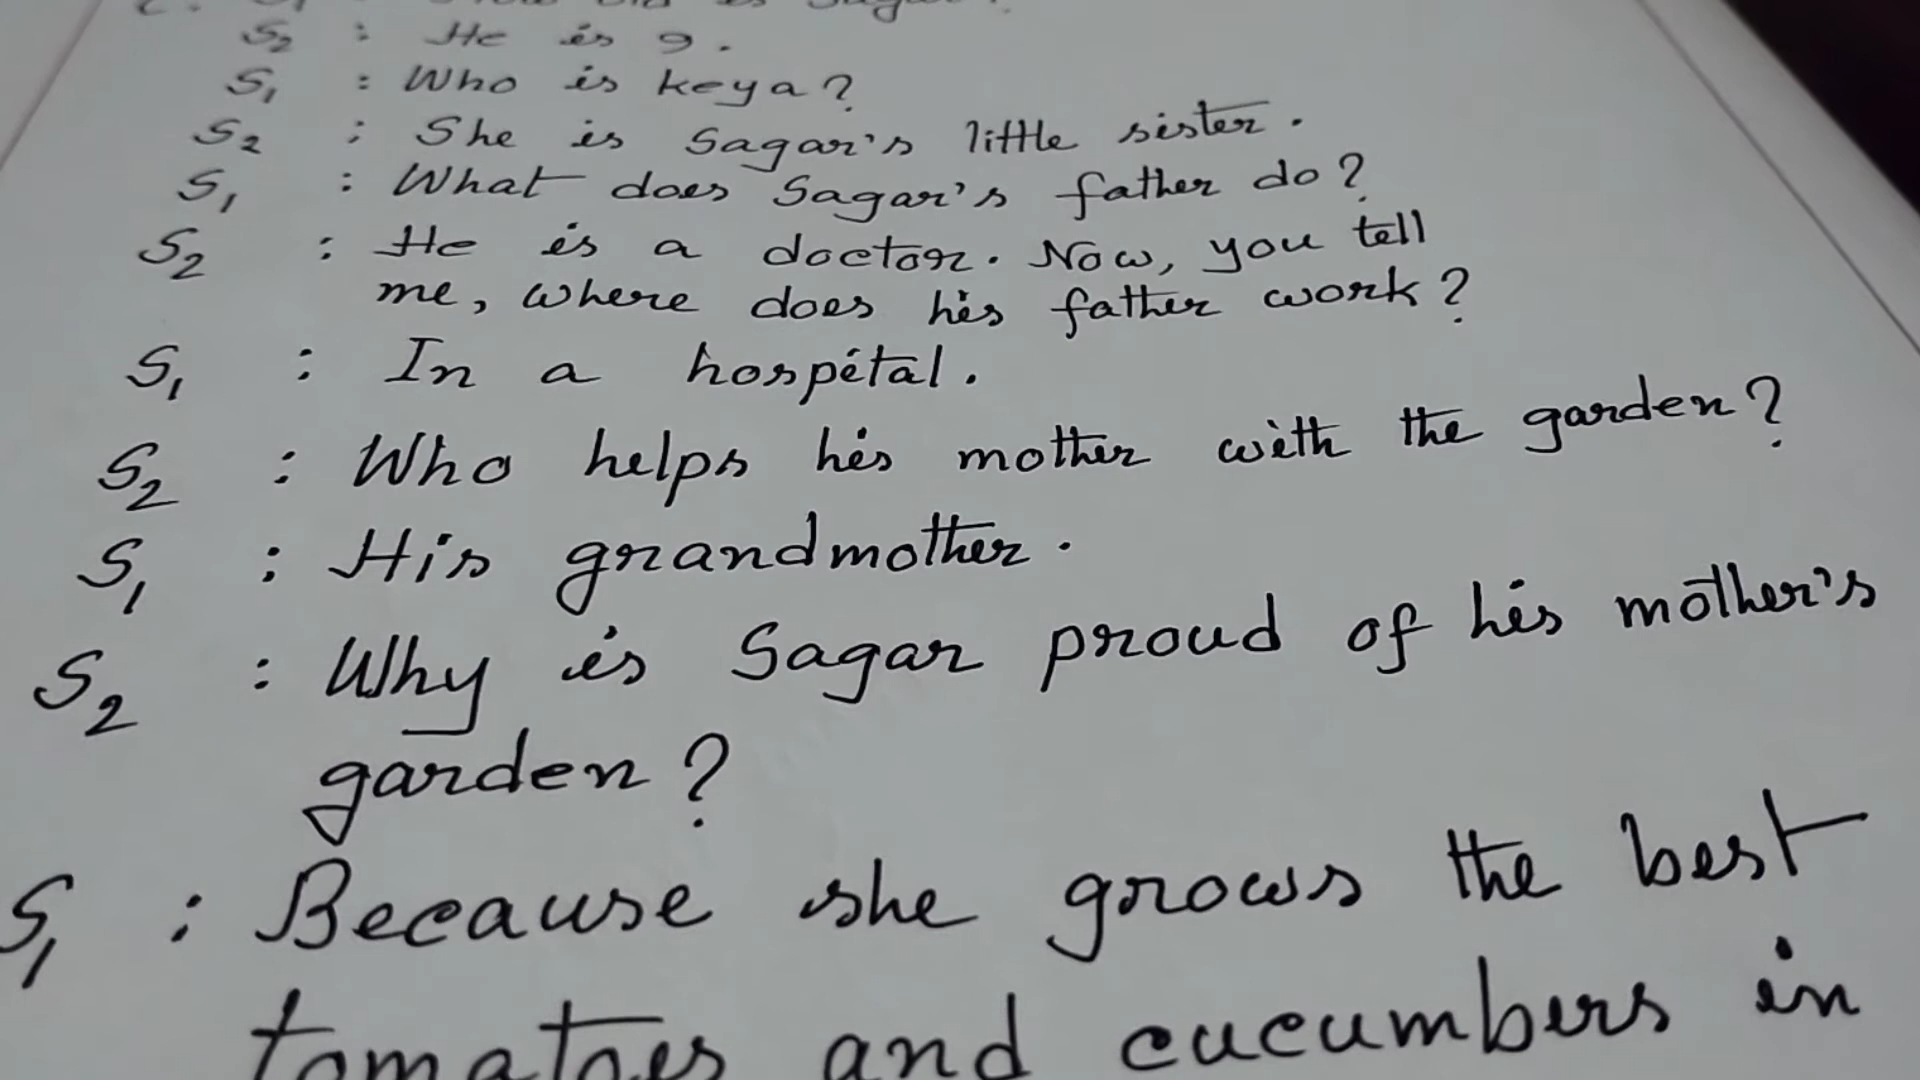 is Sagar?
S2 : He is 9.
S1 : Who is keya?
S2 : She is Sagar's little sister.
S1 : What does Sagar's father do?
S2 : He is a doctor. Now, you tell
me, where does his father work?
S1 : In a hospital.
S2 : Who helps his mother with the garden?
S1 : His grandmother.
S2 : Why is Sagar proud of his mother's
garden?
S1 : Because she grows the best
tomatoes and cucumbers in